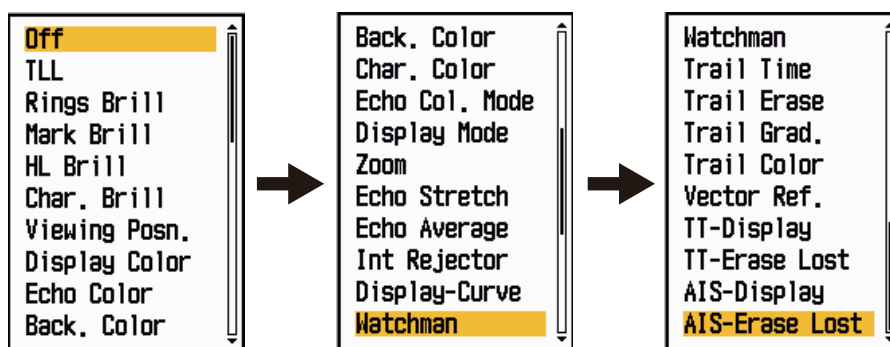 Off
TLL
Rings Brill
Mark Brill
HL Brill
Char. Brill
Viewing Posn.
Display Color
Echo Color
Back. Color
Back. Color
Char. Color
Echo Col. Mode
Display Mode
Zoom
Echo Stretch
Echo Average
Int Rejector
Display-Curve
Watchman
Watchman
Trail Time
Trail Erase
Trail Grad.
Trail Color
Vector Ref.
TT-Display
TT-Erase Lost
AIS-Display
AIS-Erase Lost